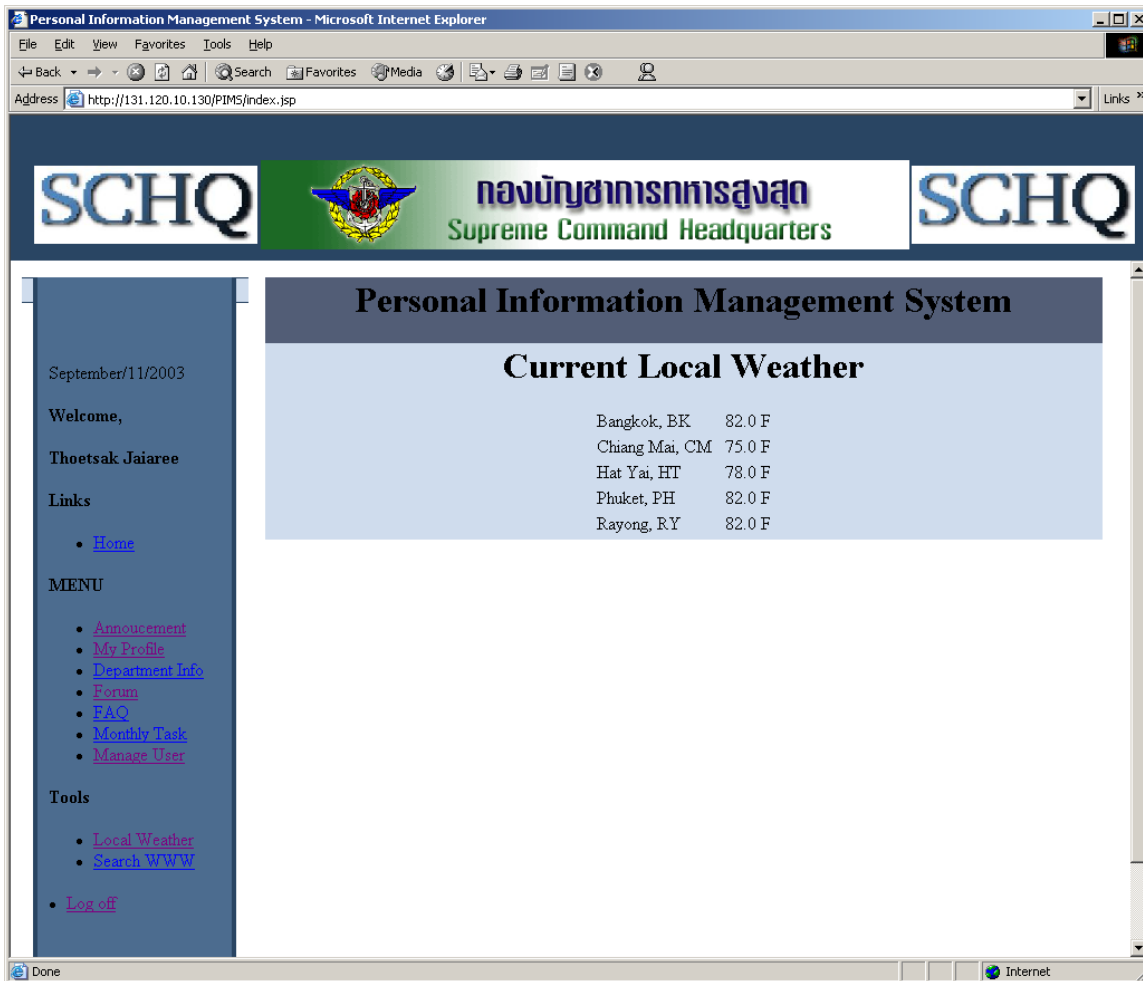 Personal Information Management System - Microsoft Internet Explorer
File Edit View Favorites Tools Help
Back Search Favorites Media
Address http://131.120.10.130/PIMS/index.jsp Links »
SCHQ
กองบัญชาการทหารสูงสุด
Supreme Command Headquarters
SCHQ
September/11/2003
Welcome,
Thoetsak Jaiaree
Links
Home
MENU
Annoucement
My Profile
Department Info
Forum
FAQ
Monthly Task
Manage User
Tools
Local Weather
Search WWW
Log off
Personal Information Management System
Current Local Weather
Bangkok, BK 82.0 F
Chiang Mai, CM 75.0 F
Hat Yai, HT 78.0 F
Phuket, PH 82.0 F
Rayong, RY 82.0 F
Done Internet